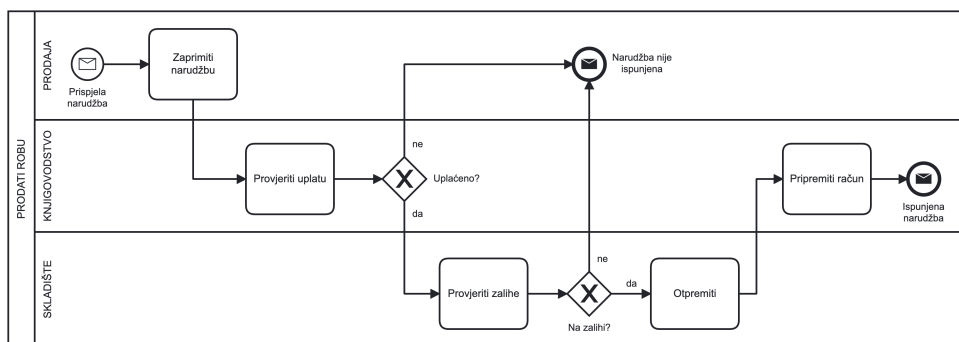 PRODATI ROBU
PRODAJA
Prispjela
narudžba
Zaprimiti
narudžbu
Narudžba nije
ispunjena
KNJIGOVODSTVO
Provjeriti uplatu
ne
Uplaćeno?
da
Pripremiti račun
Ispunjena
narudžba
SKLADIŠTE
Provjeriti zalihe
ne
Na zalihi?
da
Otpremiti